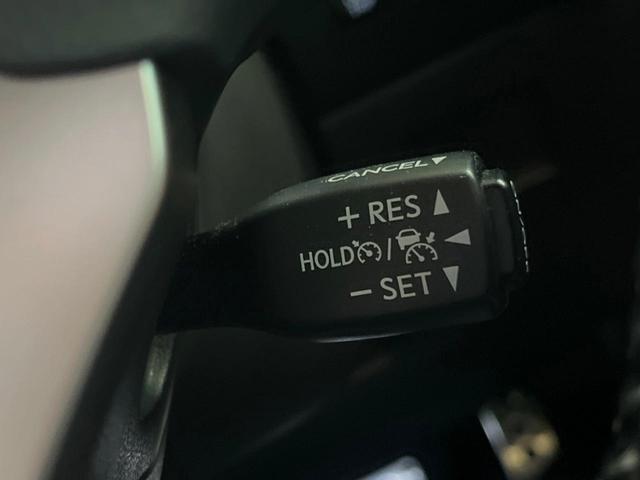 CANCEL
+ RES
HOLD /
− SET